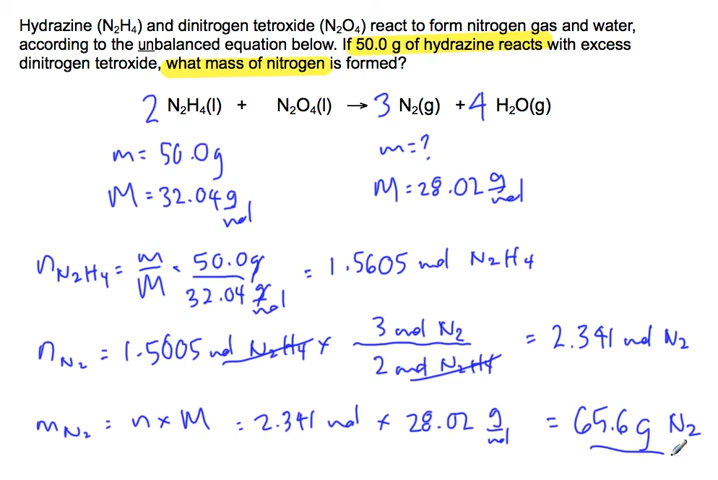 Hydrazine (N₂H₄) and dinitrogen tetroxide (N₂O₄) react to form nitrogen gas and water,
according to the unbalanced equation below. If 50.0 g of hydrazine reacts with excess
dinitrogen tetroxide, what mass of nitrogen is formed?
2 N₂H₄(l) + N₂O₄(l) → 3 N₂(g) + 4 H₂O(g)
m = 50.0g m = ?
M = 32.04 g/mol M = 28.02 g/mol
n N₂H₄ = m/M = 50.0g / 32.04 g/mol = 1.5605 mol N₂H₄
n N₂ = 1.5605 mol N₂H₄ × 3 mol N₂ / 2 mol N₂H₄ = 2.341 mol N₂
m N₂ = n × M = 2.341 mol × 28.02 g/mol = 65.6g N₂